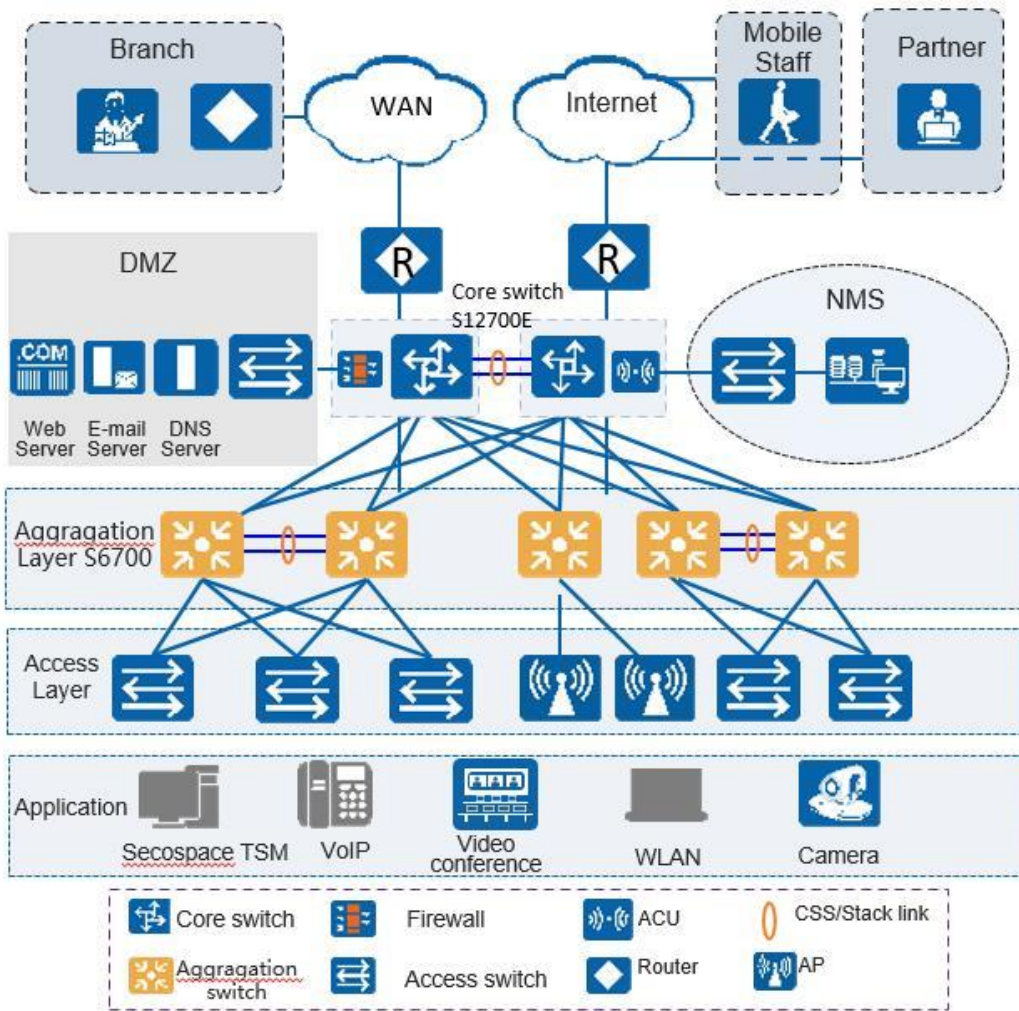 Branch
WAN
Internet
Mobile
Staff
Partner
DMZ
R
R
Core switch
S12700E
NMS
.COM
Web
Server
E-mail
Server
DNS
Server
Aggragation
Layer S6700
Access
Layer
Application
Secospace TSM
VoIP
Video
conference
WLAN
Camera
Core switch
Firewall
ACU
CSS/Stack link
Aggragation
switch
Access switch
Router
AP